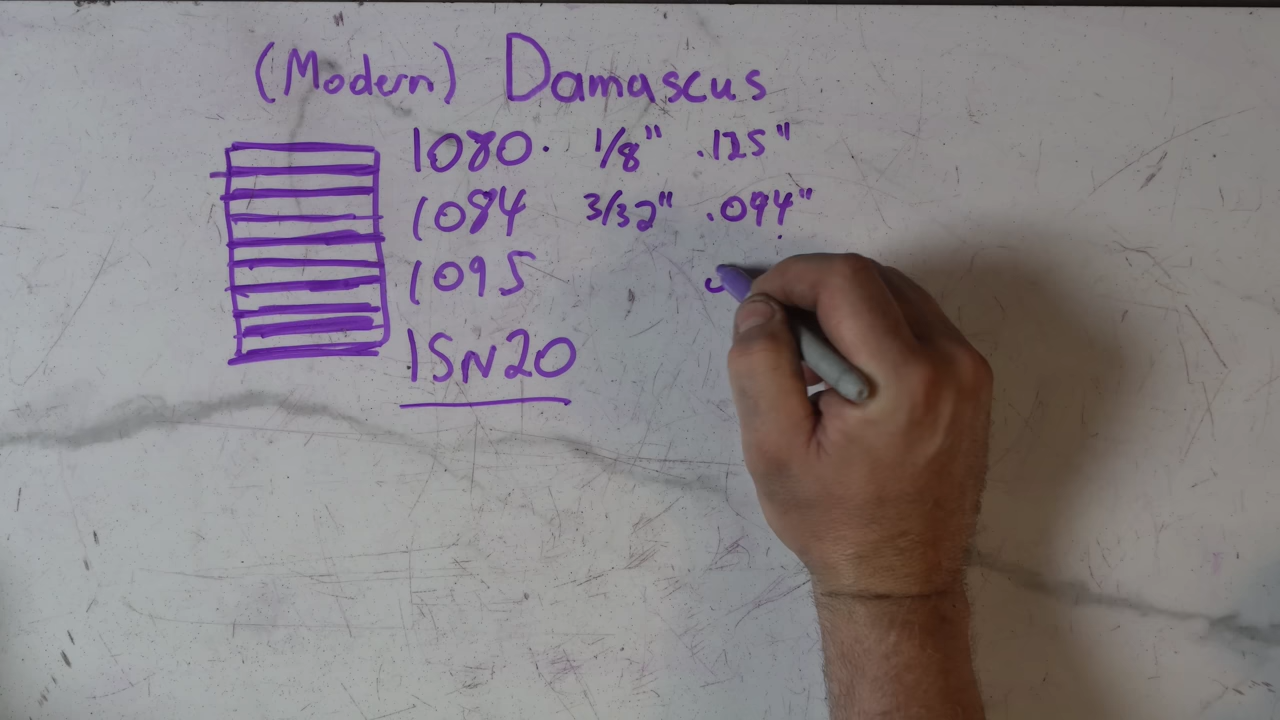 (Modern) Damascus
1080. 1/8" .125"
1084 3/32" .094"
1095
15N20